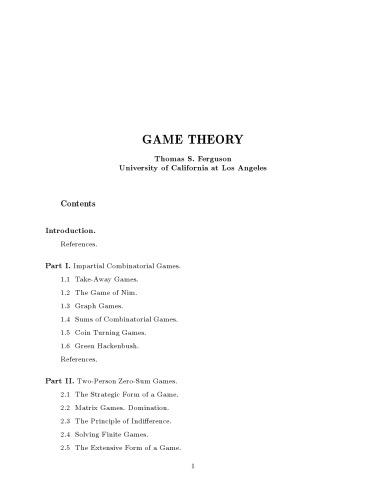 GAME THEORY
Thomas S. Ferguson
University of California at Los Angeles
Contents
Introduction.
References.
Part I. Impartial Combinatorial Games.
1.1 Take-Away Games.
1.2 The Game of Nim.
1.3 Graph Games.
1.4 Sums of Combinatorial Games.
1.5 Coin Turning Games.
1.6 Green Hackenbush.
References.
Part II. Two-Person Zero-Sum Games.
2.1 The Strategic Form of a Game.
2.2 Matrix Games. Domination.
2.3 The Principle of Indifference.
2.4 Solving Finite Games.
2.5 The Extensive Form of a Game.
1